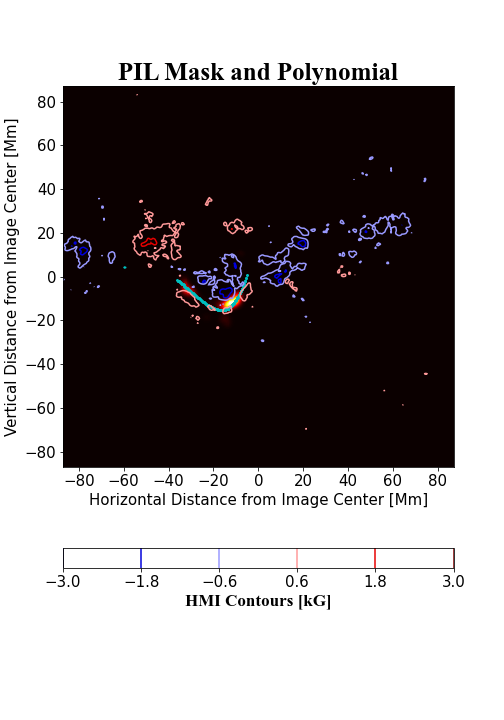 PIL Mask and Polynomial
Vertical Distance from Image Center [Mm]
80
60
40
20
0
−20
−40
−60
−80
−80 −60 −40 −20 0 20 40 60 80
Horizontal Distance from Image Center [Mm]
−3.0 −1.8 −0.6 0.6 1.8 3.0
HMI Contours [kG]